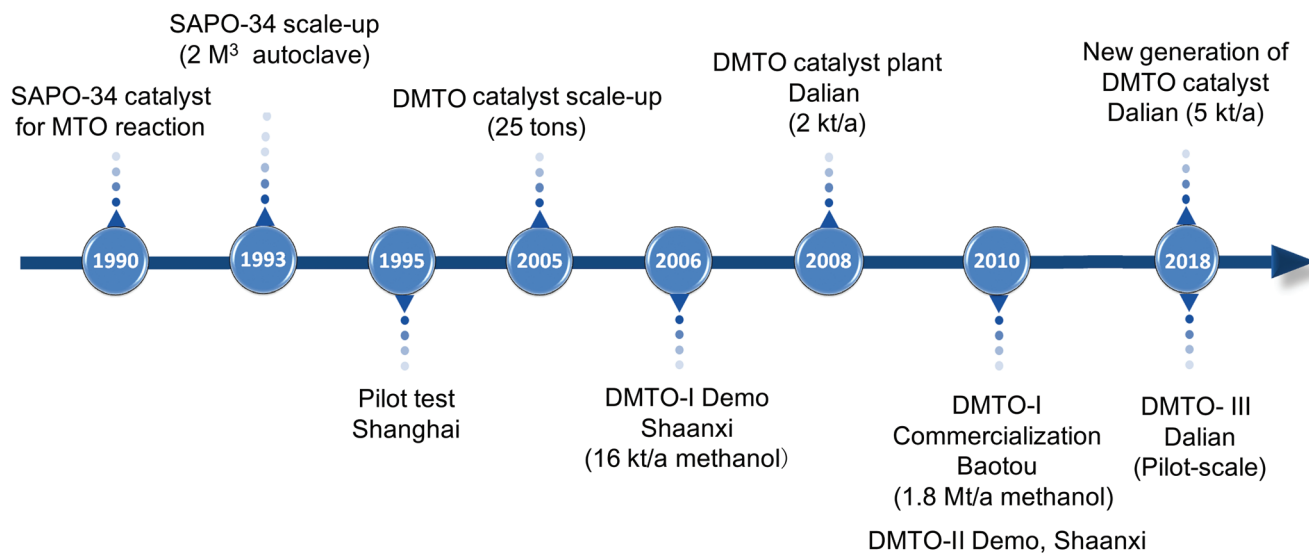 SAPO-34 catalyst
for MTO reaction
SAPO-34 scale-up
(2 M³ autoclave)
DMTO catalyst scale-up
(25 tons)
DMTO catalyst plant
Dalian
(2 kt/a)
New generation of
DMTO catalyst
Dalian (5 kt/a)
1990
1993
1995
2005
2006
2008
2010
2018
Pilot test
Shanghai
DMTO-I Demo
Shaanxi
(16 kt/a methanol）
DMTO-I
Commercialization
Baotou
(1.8 Mt/a methanol)
DMTO-II Demo, Shaanxi
DMTO- III
Dalian
(Pilot-scale)